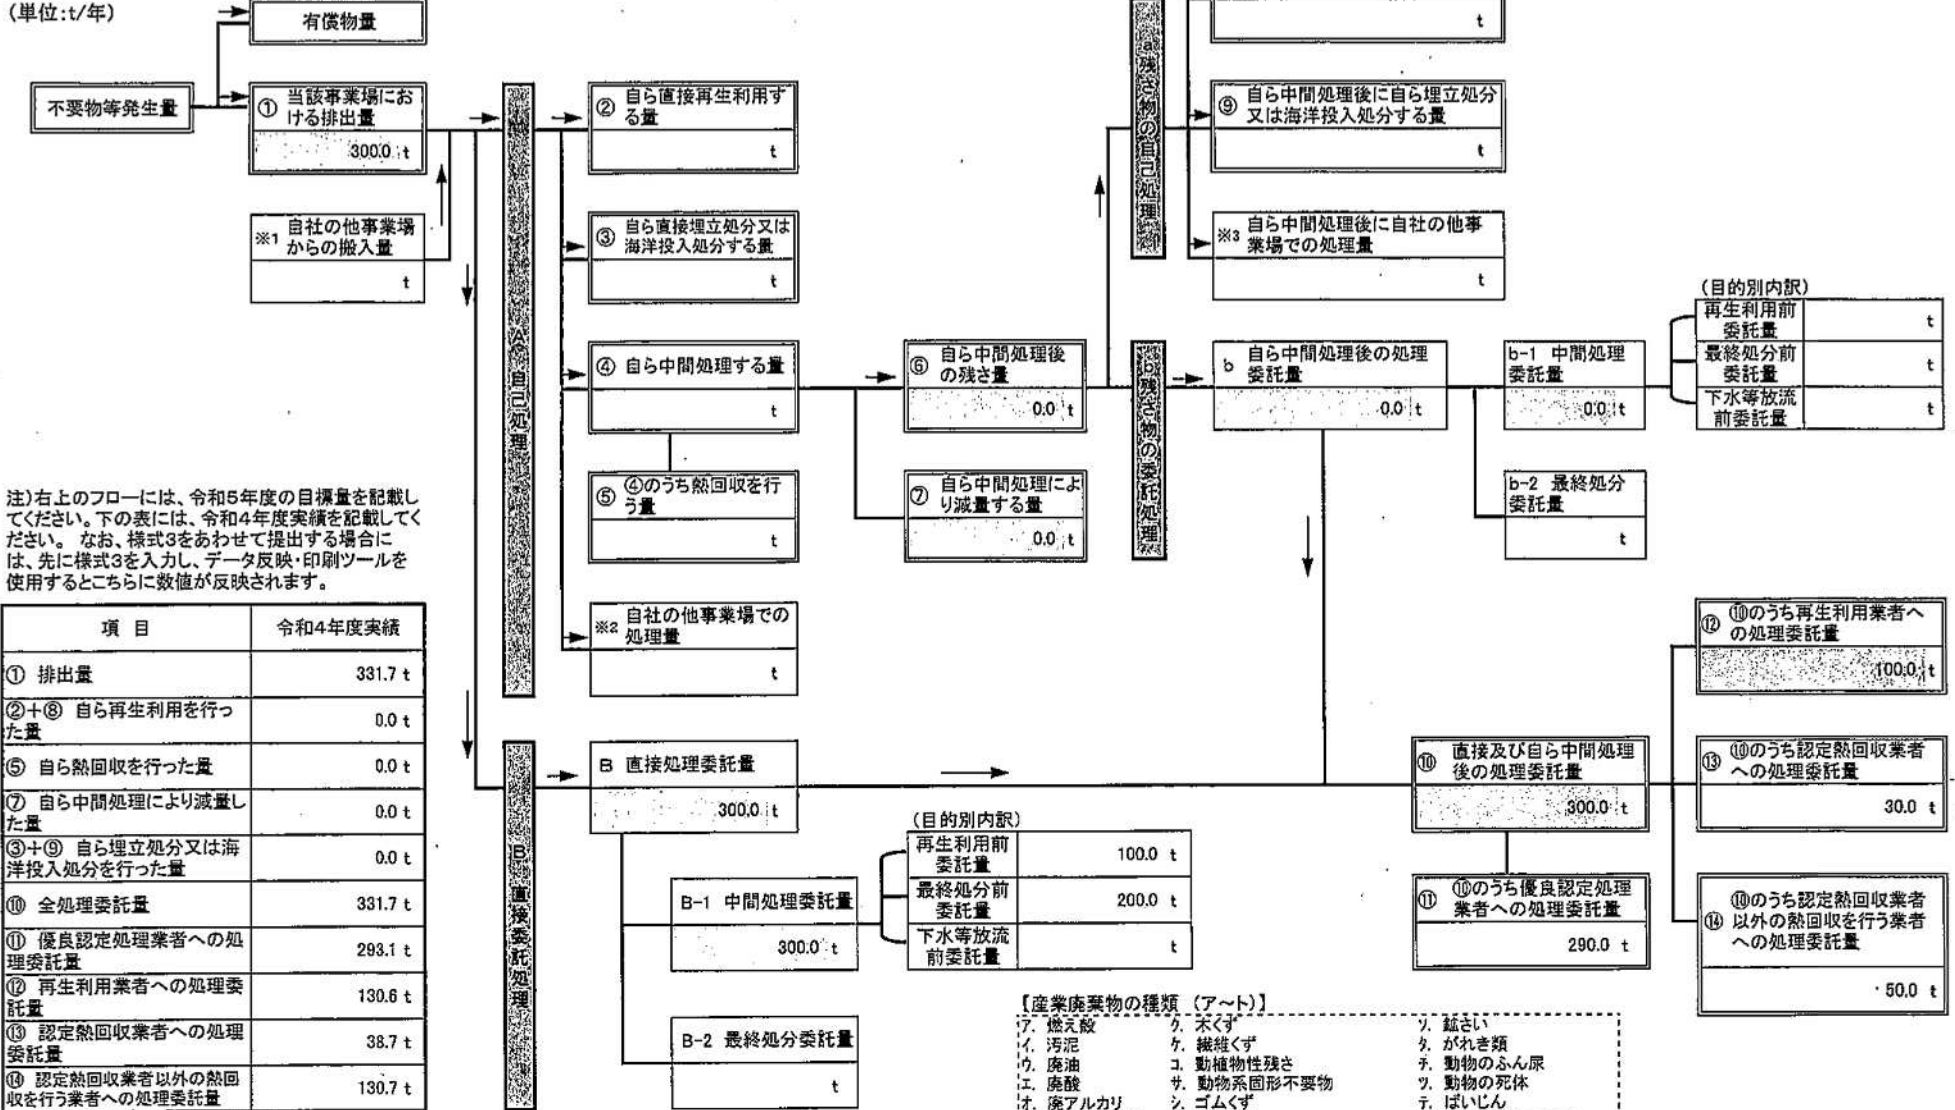 (単位:t/年)
有償物量
不要物等発生量
① 当該事業場にお
ける排出量
300.0 t
※1 自社の他事業場
からの搬入量
t
A 自己処理
② 自ら直接再生利用す
る量
t
③ 自ら直接埋立処分又は
海洋投入処分する量
t
④ 自ら中間処理する量
t
⑤ ④のうち熱回収を行
う量
t
※2 自社の他事業場での
処理量
t
⑥ 自ら中間処理後
の残さ量
0.0 t
⑦ 自ら中間処理によ
り減量する量
0.0 t
a 残さ物の自己処理
t
⑨ 自ら中間処理後に自ら埋立処分
又は海洋投入処分する量
t
※3 自ら中間処理後に自社の他事
業場での処理量
t
b 残さ物の委託処理
b 自ら中間処理後の処理
委託量
0.0 t
b-1 中間処理
委託量
0.0 t
(目的別内訳)
再生利用前
委託量
t
最終処分前
委託量
t
下水等放流
前委託量
t
b-2 最終処分
委託量
t
注)右上のフローには、令和5年度の目標量を記載し
てください。下の表には、令和4年度実績を記載してく
ださい。 なお、様式3をあわせて提出する場合に
は、先に様式3を入力し、データ反映・印刷ツールを
使用するとこちらに数値が反映されます。
項 目 令和4年度実績
① 排出量 331.7 t
②+⑧ 自ら再生利用を行っ
た量 0.0 t
⑤ 自ら熱回収を行った量 0.0 t
⑦ 自ら中間処理により減量し
た量 0.0 t
③+⑨ 自ら埋立処分又は海
洋投入処分を行った量 0.0 t
⑩ 全処理委託量 331.7 t
⑪ 優良認定処理業者への処
理委託量 293.1 t
⑫ 再生利用業者への処理委
託量 130.6 t
⑬ 認定熱回収業者への処理
委託量 38.7 t
⑭ 認定熱回収業者以外の熱回
収を行う業者への処理委託量 130.7 t
B 直接委託処理
B 直接処理委託量
300.0 t
B-1 中間処理委託量
300.0 t
(目的別内訳)
再生利用前
委託量
100.0 t
最終処分前
委託量
200.0 t
下水等放流
前委託量
t
B-2 最終処分委託量
t
⑩ 直接及び自ら中間処理
後の処理委託量
300.0 t
⑪ ⑩のうち優良認定処理
業者への処理委託量
290.0 t
⑫ ⑩のうち再生利用業者へ
の処理委託量
100.0 t
⑬ ⑩のうち認定熱回収業者
への処理委託量
30.0 t
⑭ ⑩のうち認定熱回収業者
以外の熱回収を行う業者
への処理委託量
50.0 t
【産業廃棄物の種類 (ア~ト)】
ア. 燃え殻 ク. 木くず ソ. 鉱さい
イ. 汚泥 ケ. 繊維くず タ. がれき類
ウ. 廃油 コ. 動植物性残さ チ. 動物のふん尿
エ. 廃酸 サ. 動物系固形不要物 ツ. 動物の死体
オ. 廃アルカリ シ. ゴムくず テ. ばいじん